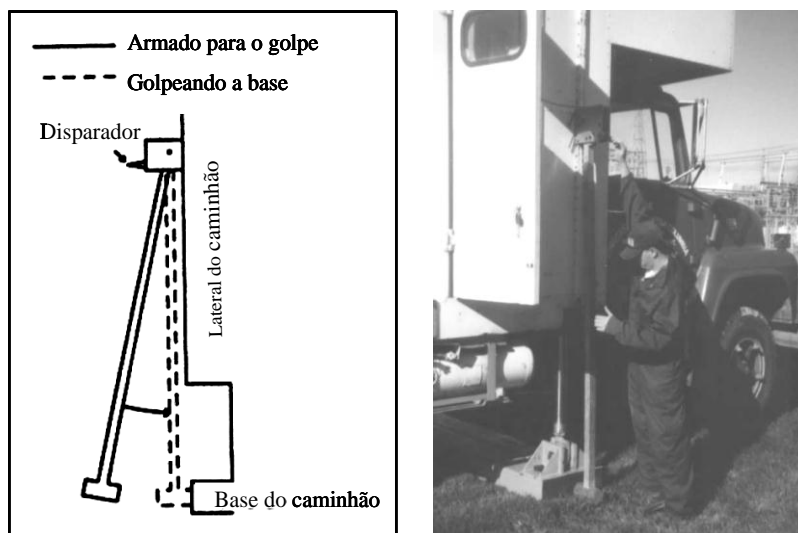 Armado para o golpe
Golpeando a base
Disparador
Lateral do caminhão
Base do caminhão